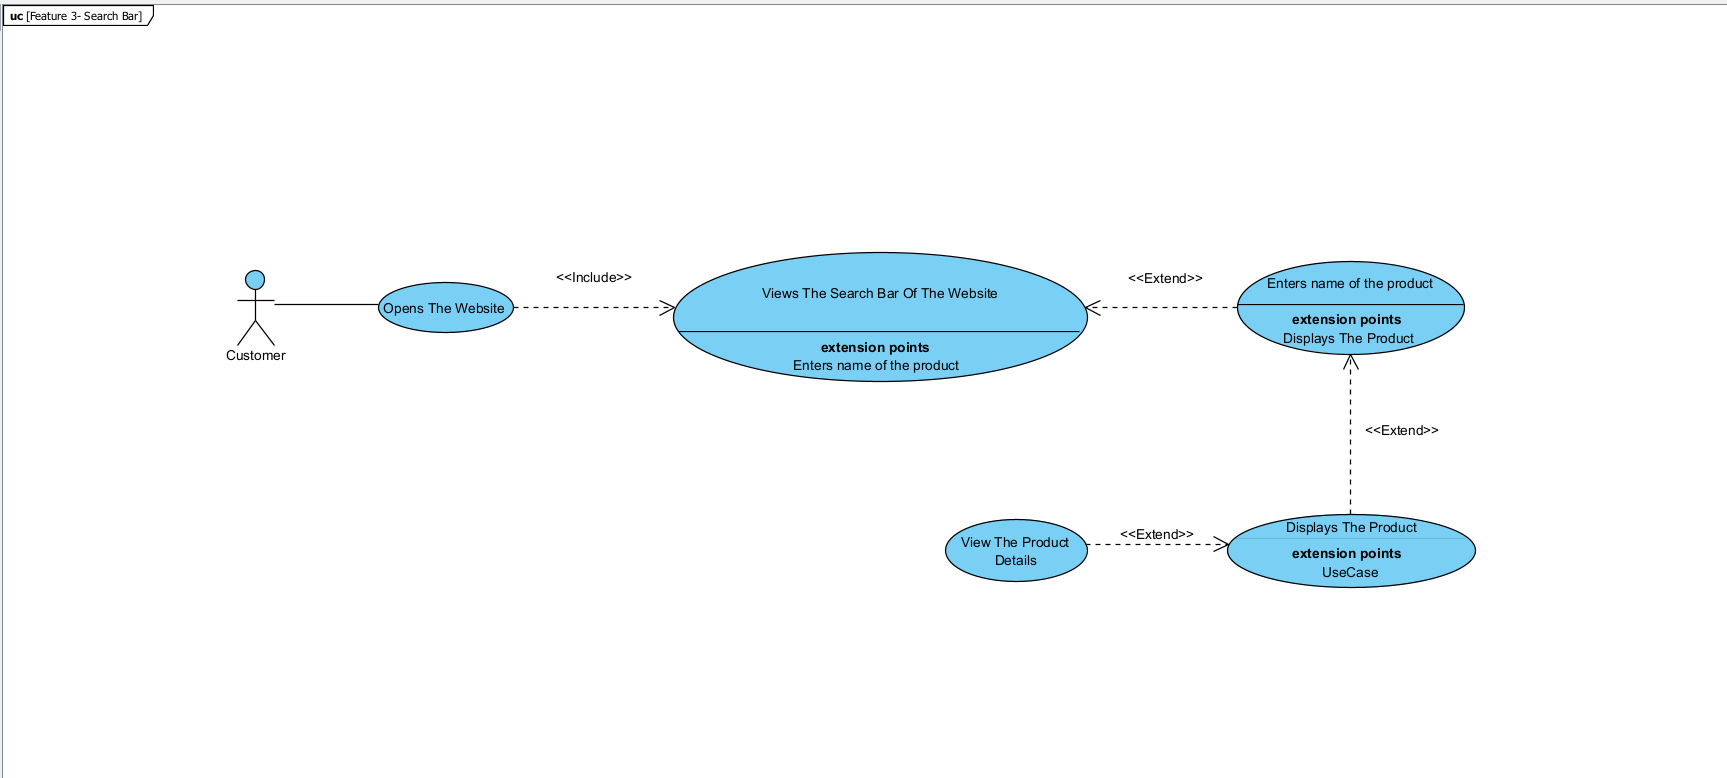 uc [Feature 3- Search Bar]
<<Include>>
<<Extend>>
Enters name of the product
extension points
Displays The Product
Views The Search Bar Of The Website
extension points
Enters name of the product
Opens The Website
Customer
<<Extend>>
Displays The Product
extension points
UseCase
<<Extend>>
View The Product
Details